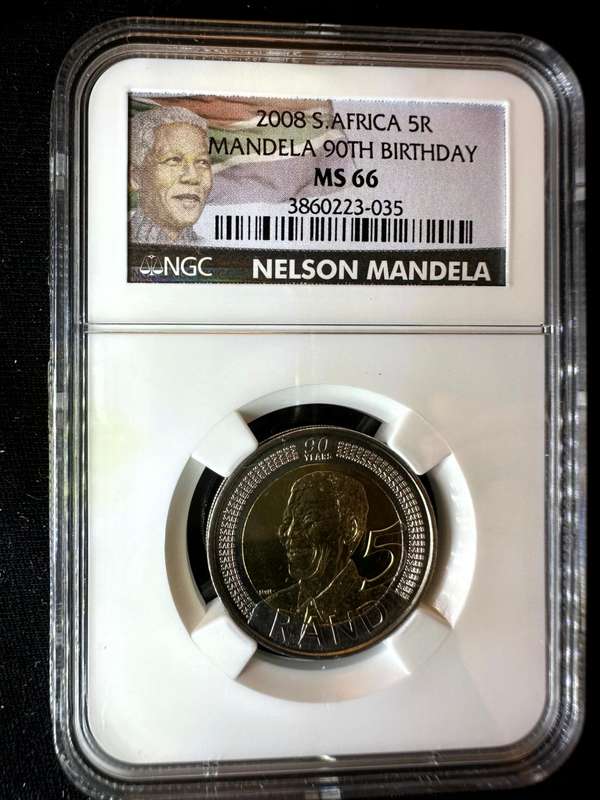 2008 S.AFRICA 5R
MANDELA 90TH BIRTHDAY
MS 66
3860223-035
NGC NELSON MANDELA
90
YEARS
5
RAND